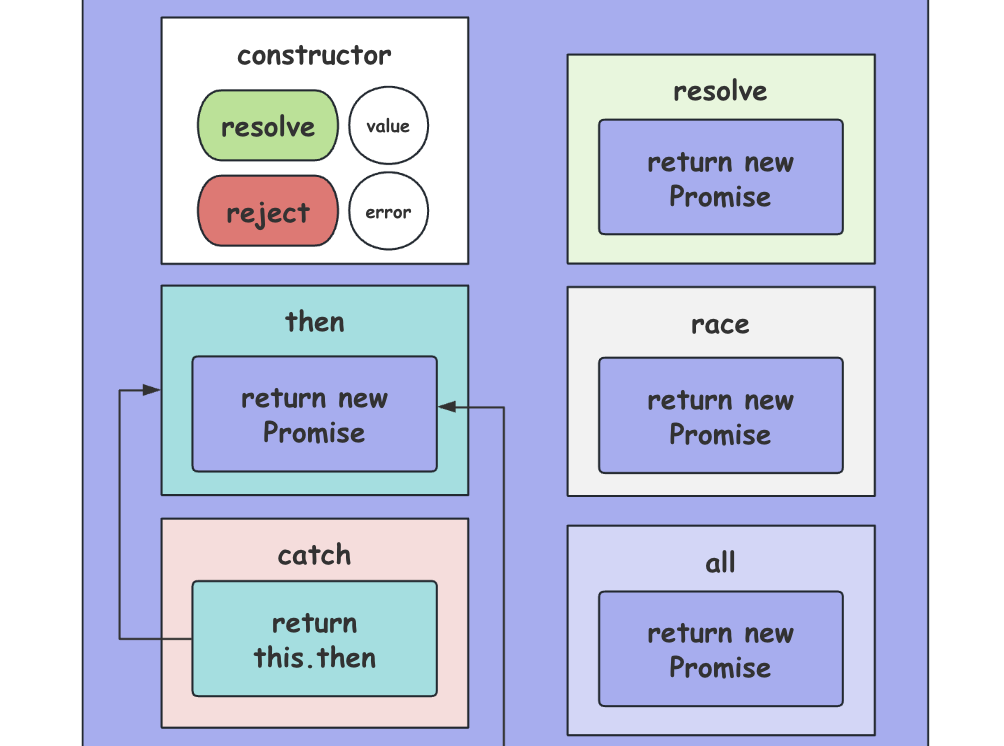 constructor
resolve
value
reject
error
then
return new
Promise
catch
return
this.then
resolve
return new
Promise
race
return new
Promise
all
return new
Promise